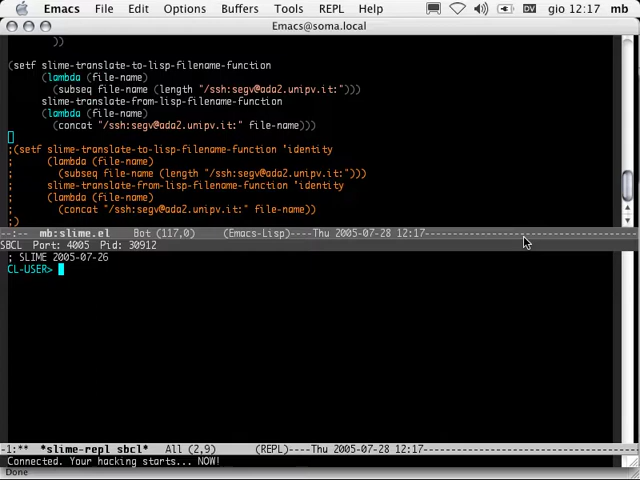 Emacs File Edit Options Buffers Tools REPL Help DV gio 12:17 mb
Emacs@soma.local
))
(setf slime-translate-to-lisp-filename-function
(lambda (file-name)
(subseq file-name (length "/ssh:segv@ada2.unipv.it:")))
slime-translate-from-lisp-filename-function
(lambda (file-name)
(concat "/ssh:segv@ada2.unipv.it:" file-name)))
;(setf slime-translate-to-lisp-filename-function 'identity
; (lambda (file-name)
; (subseq file-name (length "/ssh:segv@ada2.unipv.it:")))
; slime-translate-from-lisp-filename-function 'identity
; (lambda (file-name)
; (concat "/ssh:segv@ada2.unipv.it:" file-name))
;)
--:-- mb:slime.el Bot (117,0) (Emacs-Lisp)----Thu 2005-07-28 12:17------------------------------------
SBCL Port: 4005 Pid: 30912
; SLIME 2005-07-26
CL-USER>
-1:** *slime-repl sbcl* All (2,9) (REPL)----Thu 2005-07-28 12:17------------------------------------
Connected. Your hacking starts... NOW!
Done